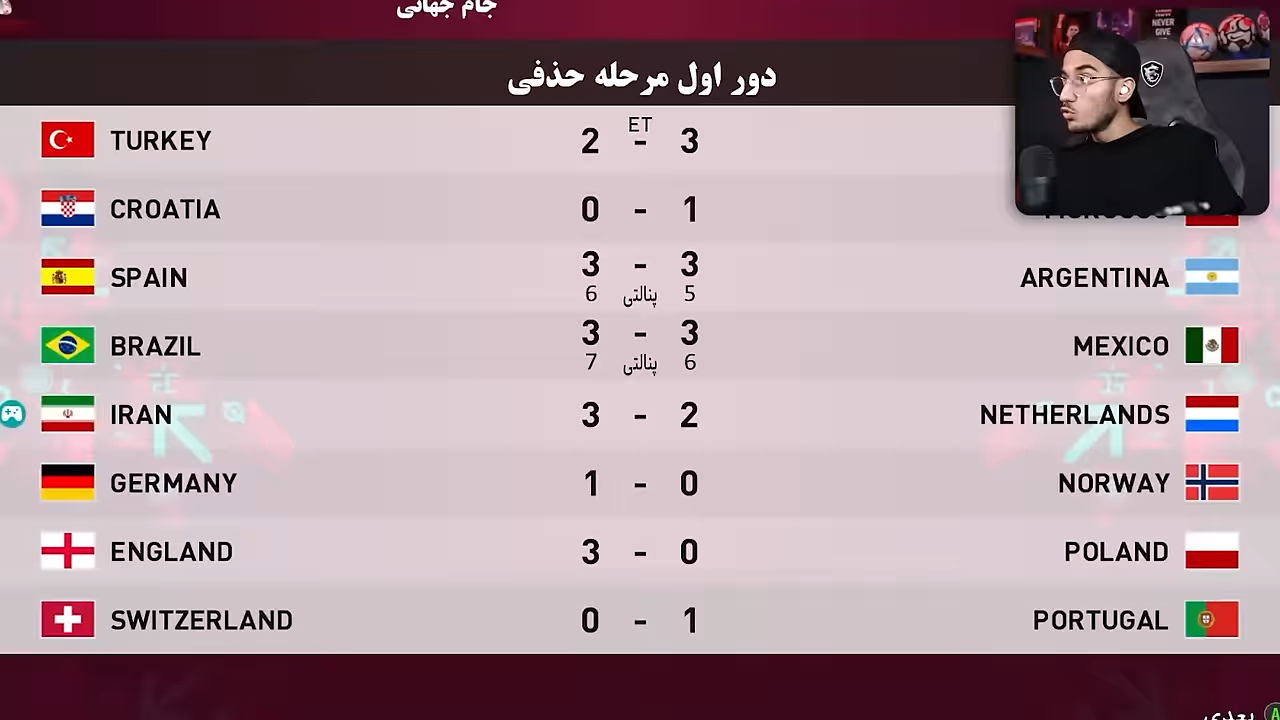 جام جهانی
دور اول مرحله حذفی
NEVER GIVE
TURKEY 2 ET - 3
CROATIA 0 - 1 MOROCCO
SPAIN 3 - 3 ARGENTINA
6 پنالتی 5
BRAZIL 3 - 3 MEXICO
7 پنالتی 6
IRAN 3 - 2 NETHERLANDS
GERMANY 1 - 0 NORWAY
ENGLAND 3 - 0 POLAND
SWITZERLAND 0 - 1 PORTUGAL
بعدی A